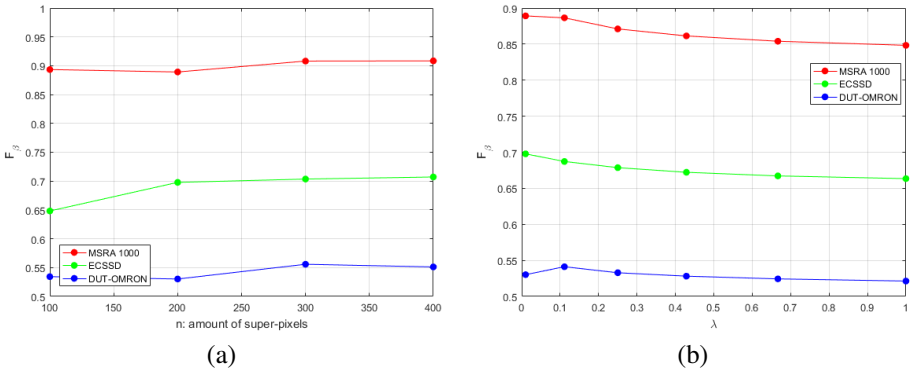 1
0.95
0.9
0.85
0.8
0.75
0.7
0.65
0.6
0.55
0.5
F β
MSRA 1000
ECSSD
DUT-OMRON
100 150 200 250 300 350 400
n: amount of super-pixels
(a)
0.9
0.85
0.8
0.75
0.7
0.65
0.6
0.55
0.5
F β
MSRA 1000
ECSSD
DUT-OMRON
0 0.1 0.2 0.3 0.4 0.5 0.6 0.7 0.8 0.9 1
λ
(b)